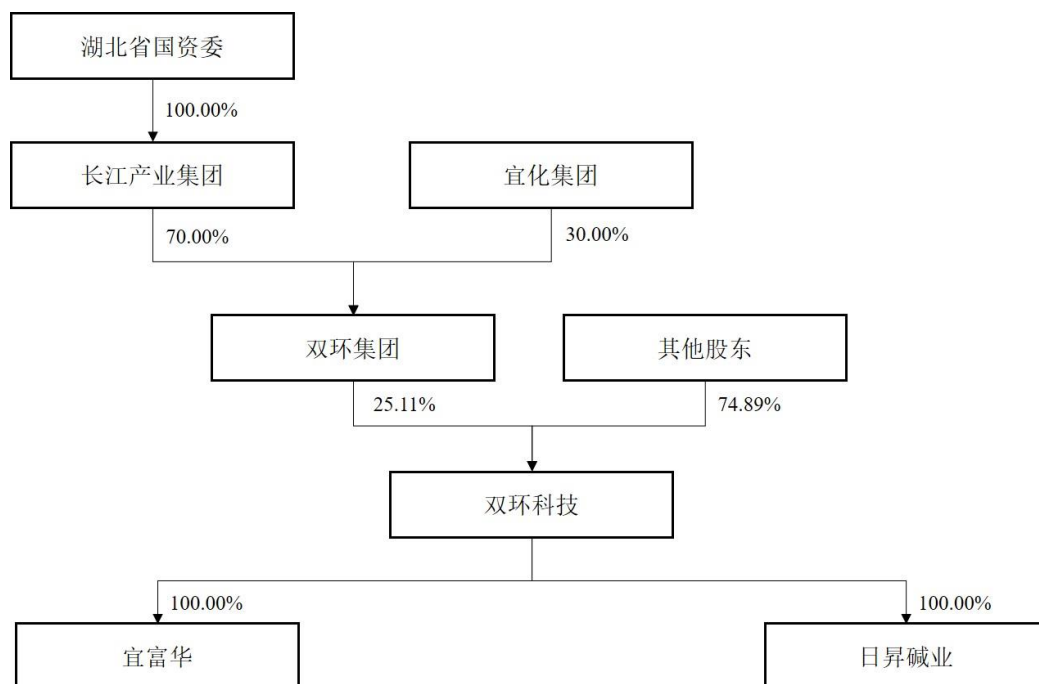 湖北省国资委
100.00%
长江产业集团
宜化集团
70.00%
30.00%
双环集团
其他股东
25.11%
74.89%
双环科技
100.00%
100.00%
宜富华
日昇碱业